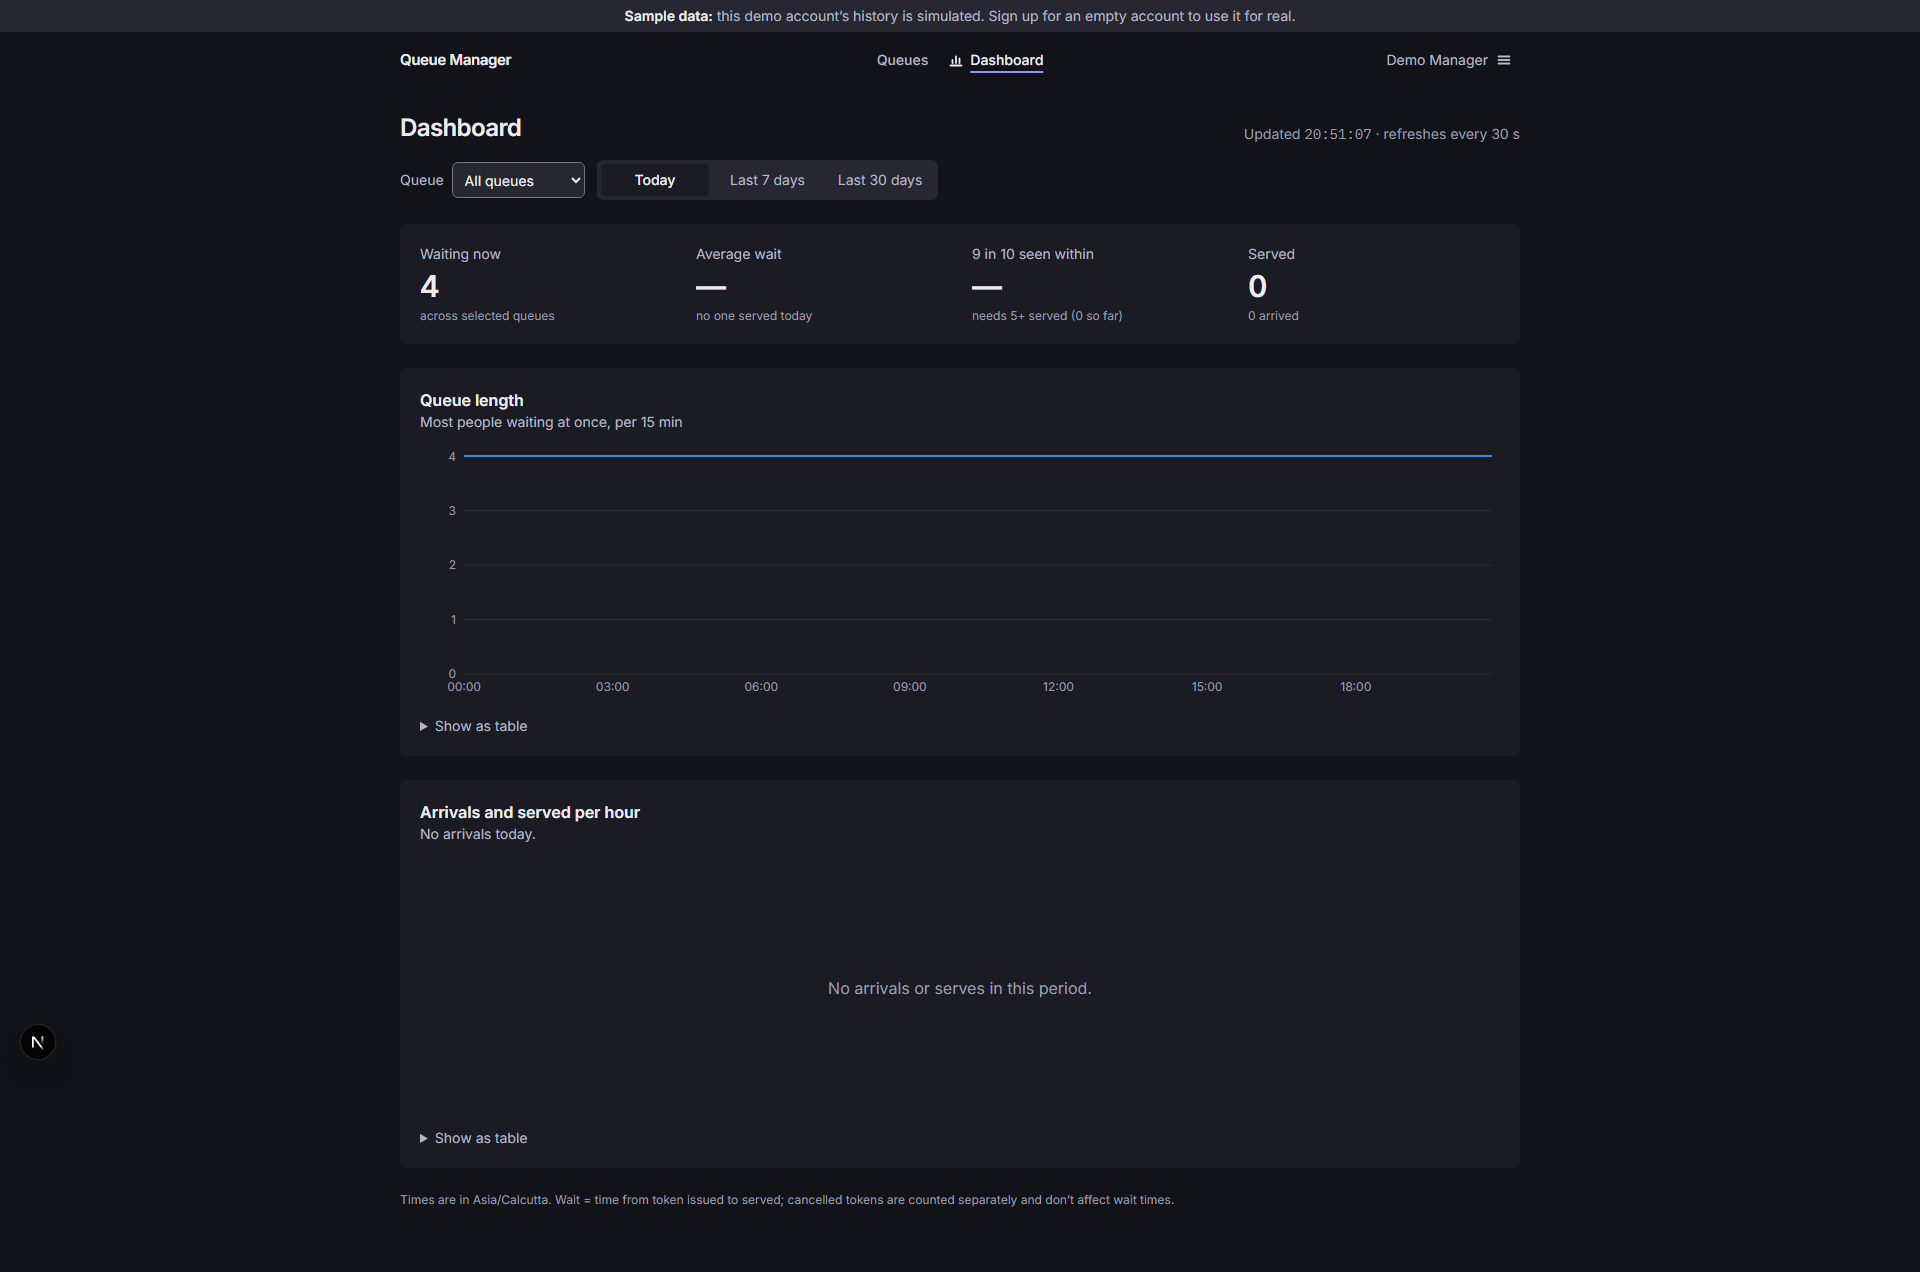 Sample data: this demo account’s history is simulated. Sign up for an empty account to use it for real.
Queue Manager
Queues
Dashboard
Demo Manager
Dashboard
Updated 20:51:07 · refreshes every 30 s
Queue
All queues
Today
Last 7 days
Last 30 days
Waiting now
4
across selected queues
Average wait
—
no one served today
9 in 10 seen within
—
needs 5+ served (0 so far)
Served
0
0 arrived
Queue length
Most people waiting at once, per 15 min
4
3
2
1
0
00:00
03:00
06:00
09:00
12:00
15:00
18:00
Show as table
Arrivals and served per hour
No arrivals today.
No arrivals or serves in this period.
N
Show as table
Times are in Asia/Calcutta. Wait = time from token issued to served; cancelled tokens are counted separately and don’t affect wait times.